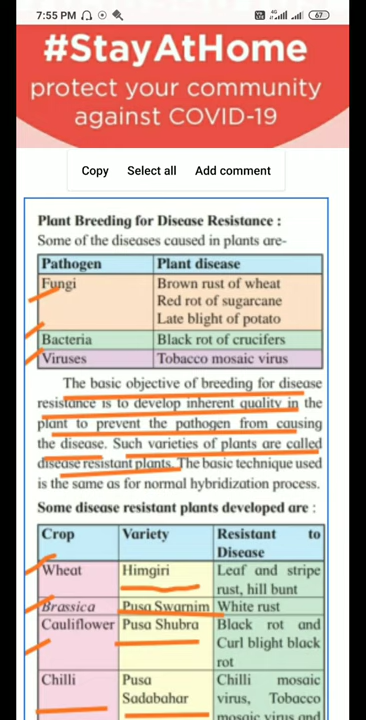 7:55 PM
67
#StayAtHome
protect your community
against COVID-19
Copy Select all Add comment
Plant Breeding for Disease Resistance :
Some of the diseases caused in plants are-
Pathogen Plant disease
Fungi Brown rust of wheat
Red rot of sugarcane
Late blight of potato
Bacteria Black rot of crucifers
Viruses Tobacco mosaic virus
The basic objective of breeding for disease
resistance is to develop inherent quality in the
plant to prevent the pathogen from causing
the disease. Such varieties of plants are called
disease resistant plants. The basic technique used
is the same as for normal hybridization process.
Some disease resistant plants developed are :
Crop Variety Resistant to
Disease
Wheat Himgiri Leaf and stripe
rust, hill bunt
Brassica Pusa Swarnim White rust
Cauliflower Pusa Shubra Black rot and
Curl blight black
rot
Chilli Pusa Chilli mosaic
Sadabahar virus, Tobacco
mosaic virus and